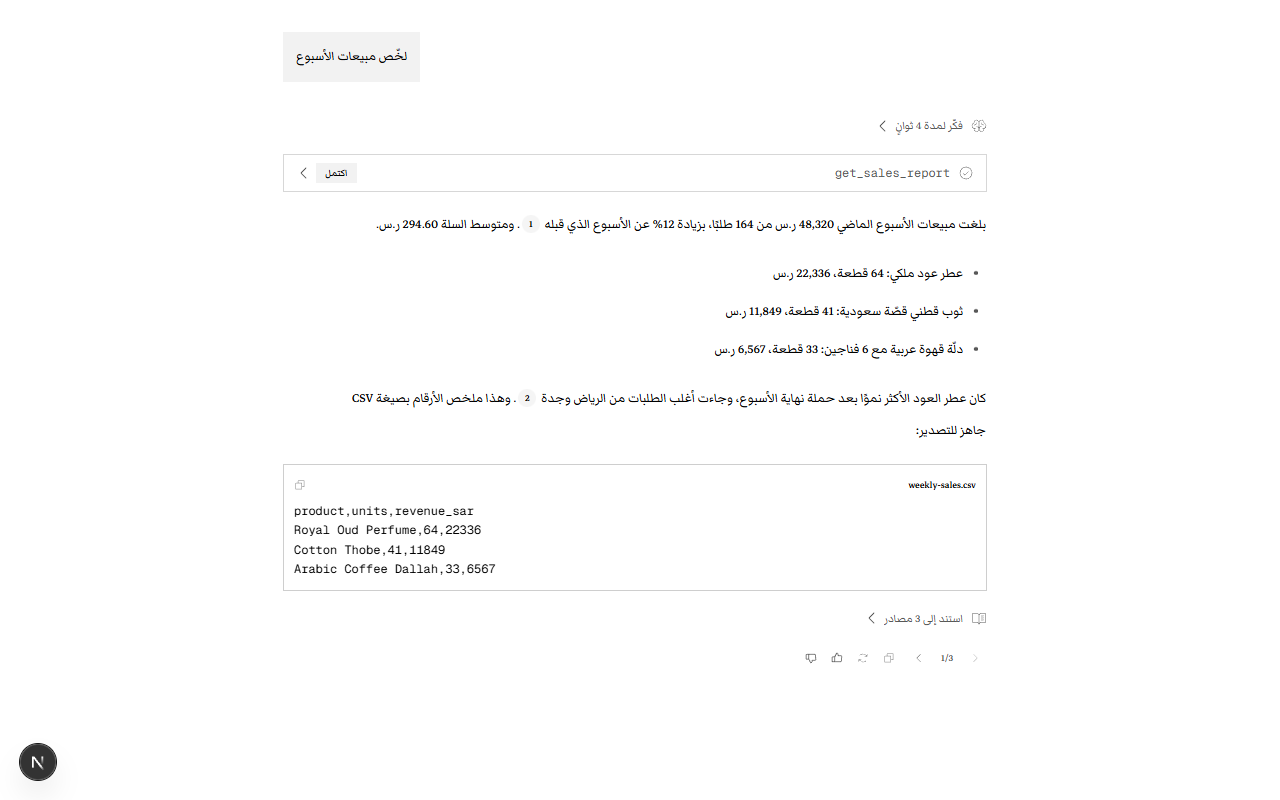 لخّص مبيعات الأسبوع
فكّر لمدة 4 ثوانٍ
get_sales_report اكتمل
بلغت مبيعات الأسبوع الماضي 48,320 ر.س من 164 طلبًا، بزيادة 12% عن الأسبوع الذي قبله 1 . ومتوسط السلة 294.60 ر.س.
• عطر عود ملكي: 64 قطعة، 22,336 ر.س
• ثوب قطني قصّة سعودية: 41 قطعة، 11,849 ر.س
• دلّة قهوة عربية مع 6 فناجين: 33 قطعة، 6,567 ر.س
كان عطر العود الأكثر نموًا بعد حملة نهاية الأسبوع، وجاءت أغلب الطلبات من الرياض وجدة 2 . وهذا ملخص الأرقام بصيغة CSV
جاهز للتصدير:
weekly-sales.csv
product,units,revenue_sar
Royal Oud Perfume,64,22336
Cotton Thobe,41,11849
Arabic Coffee Dallah,33,6567
استند إلى 3 مصادر
1/3
N